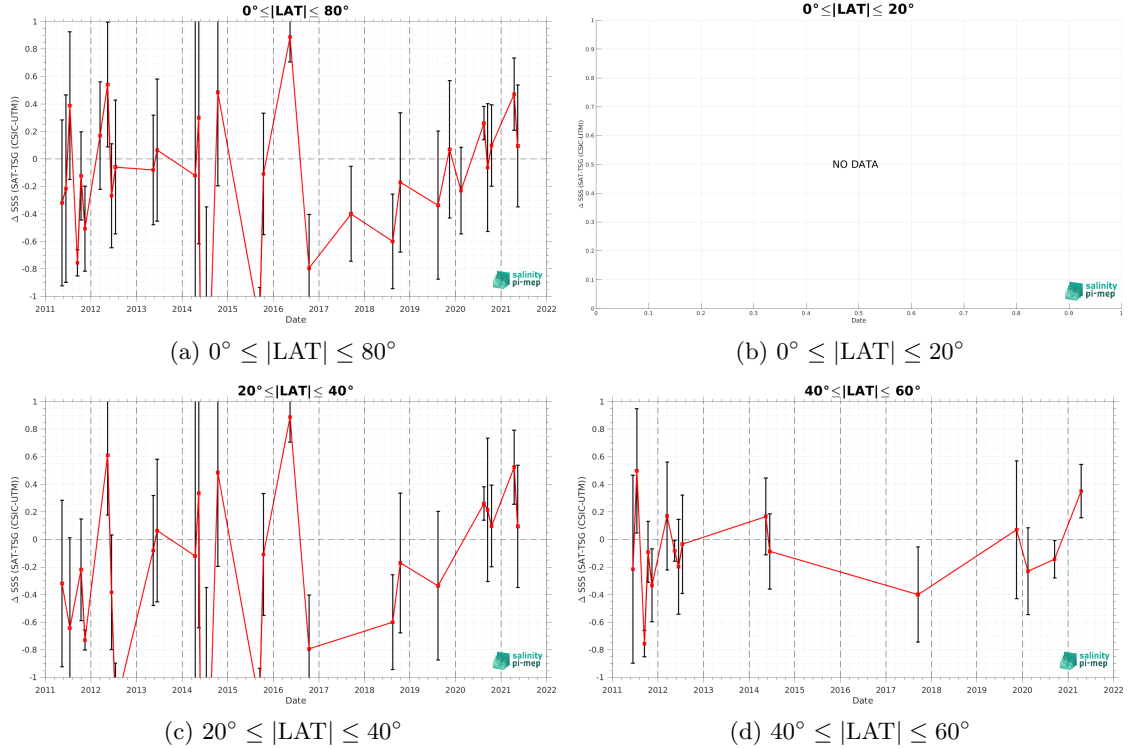 0°≤|LAT|≤ 80°
Δ SSS (SAT-TSG (CSIC-UTM))
1
0.8
0.6
0.4
0.2
0
-0.2
-0.4
-0.6
-0.8
-1
2011 2012 2013 2014 2015 2016 2017 2018 2019 2020 2021 2022
Date
salinity
pi-mep
(a) 0° ≤ |LAT| ≤ 80°
0°≤|LAT|≤ 20°
Δ SSS (SAT-TSG (CSIC-UTM))
1
0.9
0.8
0.7
0.6
0.5
0.4
0.3
0.2
0.1
0
NO DATA
0 0.1 0.2 0.3 0.4 0.5 0.6 0.7 0.8 0.9 1
Date
salinity
pi-mep
(b) 0° ≤ |LAT| ≤ 20°
20°≤|LAT|≤ 40°
Δ SSS (SAT-TSG (CSIC-UTM))
1
0.8
0.6
0.4
0.2
0
-0.2
-0.4
-0.6
-0.8
-1
2011 2012 2013 2014 2015 2016 2017 2018 2019 2020 2021 2022
Date
salinity
pi-mep
(c) 20° ≤ |LAT| ≤ 40°
40°≤|LAT|≤ 60°
Δ SSS (SAT-TSG (CSIC-UTM))
1
0.8
0.6
0.4
0.2
0
-0.2
-0.4
-0.6
-0.8
-1
2011 2012 2013 2014 2015 2016 2017 2018 2019 2020 2021 2022
Date
salinity
pi-mep
(d) 40° ≤ |LAT| ≤ 60°